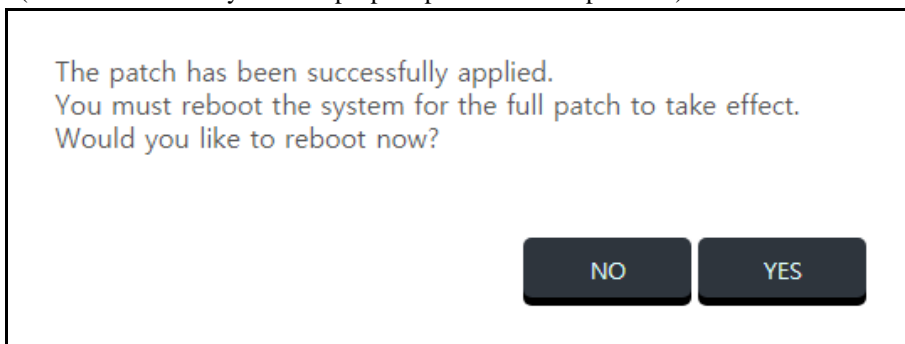 The patch has been successfully applied.
You must reboot the system for the full patch to take effect.
Would you like to reboot now?
NO YES